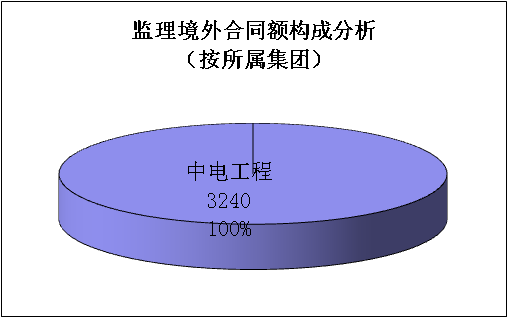 监理境外合同额构成分析
（按所属集团）
中电工程
3240
100%